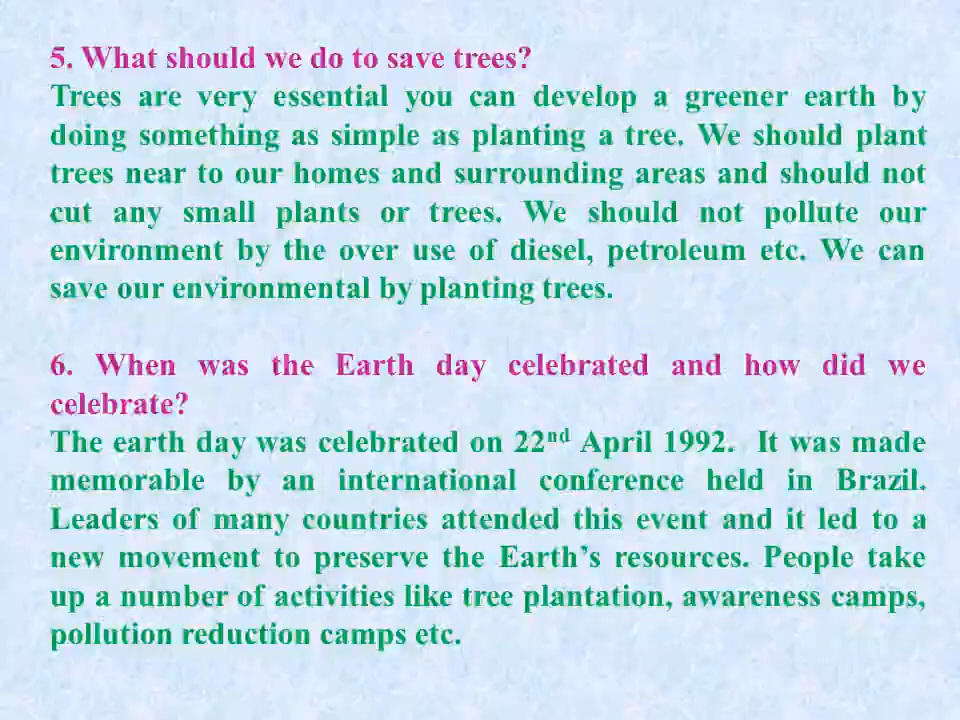 5. What should we do to save trees?
Trees are very essential you can develop a greener earth by
doing something as simple as planting a tree. We should plant
trees near to our homes and surrounding areas and should not
cut any small plants or trees. We should not pollute our
environment by the over use of diesel, petroleum etc. We can
save our environmental by planting trees.
6. When was the Earth day celebrated and how did we
celebrate?
The earth day was celebrated on 22nd April 1992. It was made
memorable by an international conference held in Brazil.
Leaders of many countries attended this event and it led to a
new movement to preserve the Earth’s resources. People take
up a number of activities like tree plantation, awareness camps,
pollution reduction camps etc.